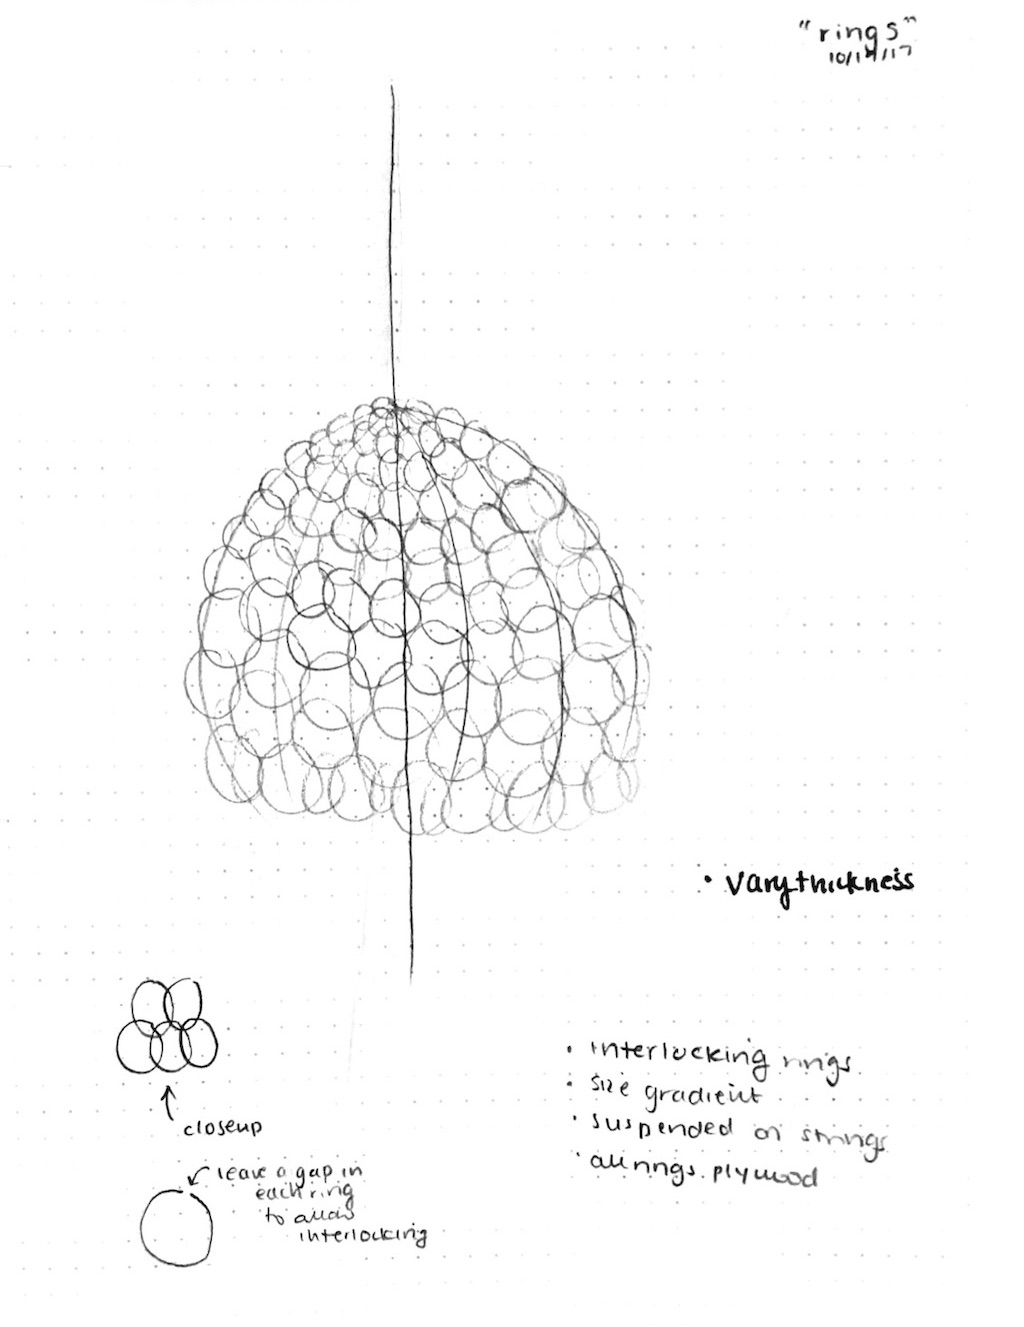 "rings"
10/17/17
• vary thickness
closeup
leave a gap in
each ring
to allow
interlocking
• interlocking rings
• size gradient
• suspended on strings
• all rings plywood